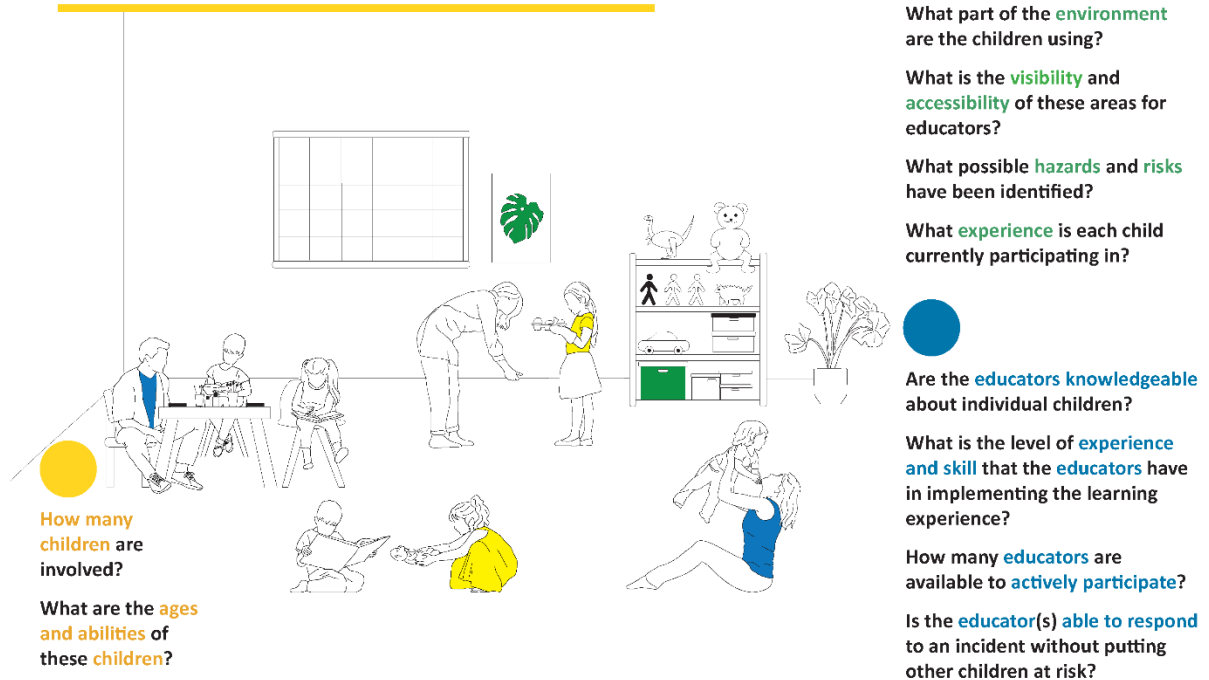 What part of the environment
are the children using?
What is the visibility and
accessibility of these areas for
educators?
What possible hazards and risks
have been identified?
What experience is each child
currently participating in?
Are the educators knowledgeable
about individual children?
What is the level of experience
and skill that the educators have
in implementing the learning
experience?
How many educators are
available to actively participate?
Is the educator(s) able to respond
to an incident without putting
other children at risk?
How many
children are
involved?
What are the ages
and abilities of
these children?